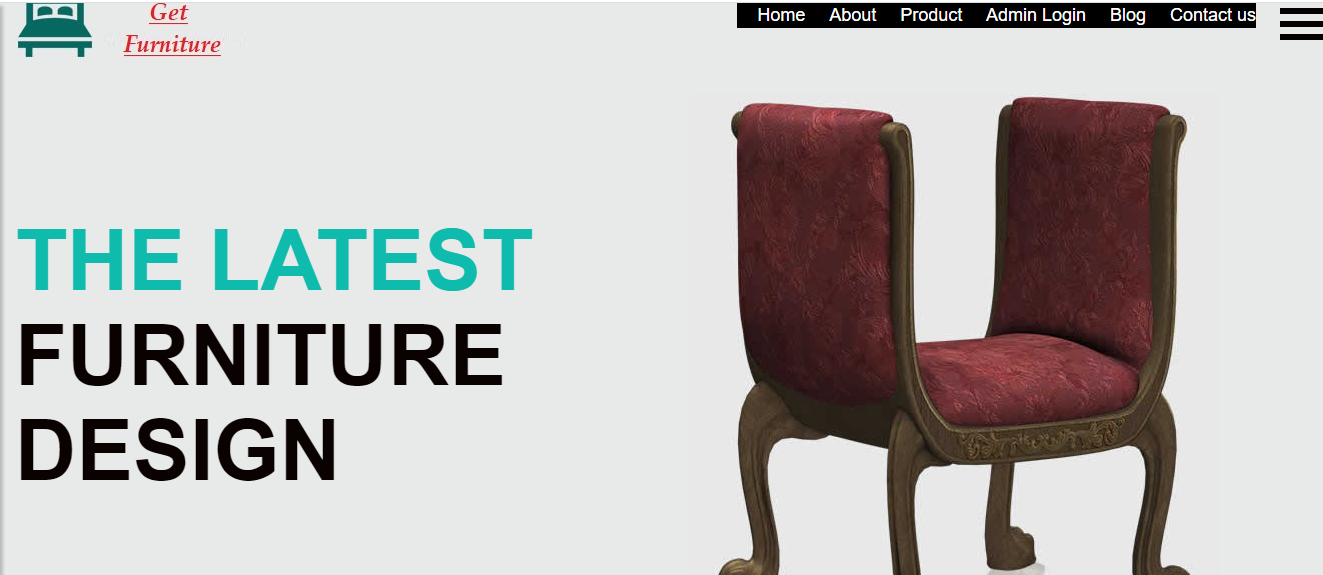 Get
Furniture
Home About Product Admin Login Blog Contact us
THE LATEST
FURNITURE
DESIGN